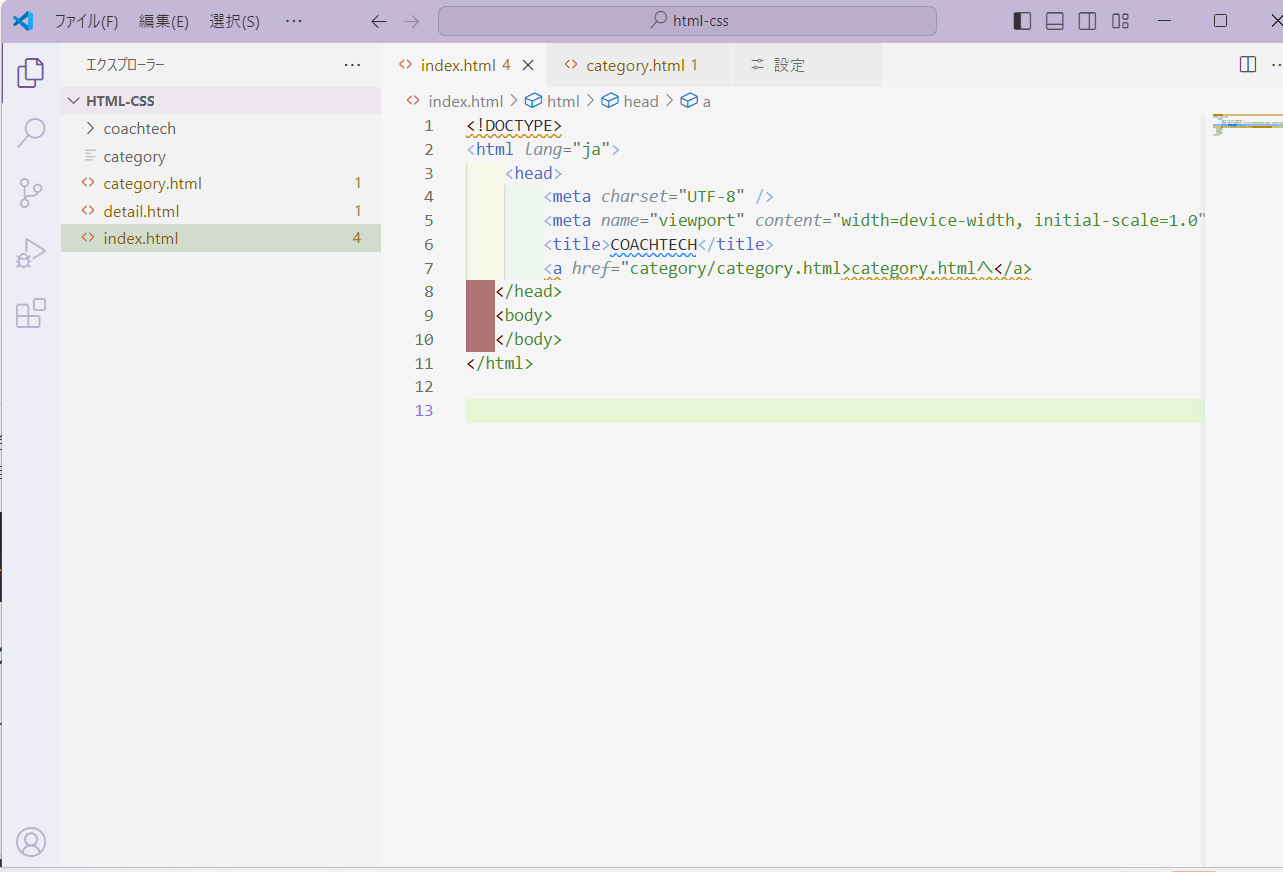 ファイル(F) 編集(E) 選択(S) ··· html-css
エクスプローラー ···
HTML-CSS
coachtech
category
category.html 1
detail.html 1
index.html 4
index.html 4 category.html 1 設定
index.html > html > head > a
1 <!DOCTYPE>
2 <html lang="ja">
3 <head>
4 <meta charset="UTF-8" />
5 <meta name="viewport" content="width=device-width, initial-scale=1.0"
6 <title>COACHTECH</title>
7 <a href="category/category.html>category.htmlへ</a>
8 </head>
9 <body>
10 </body>
11 </html>
12
13